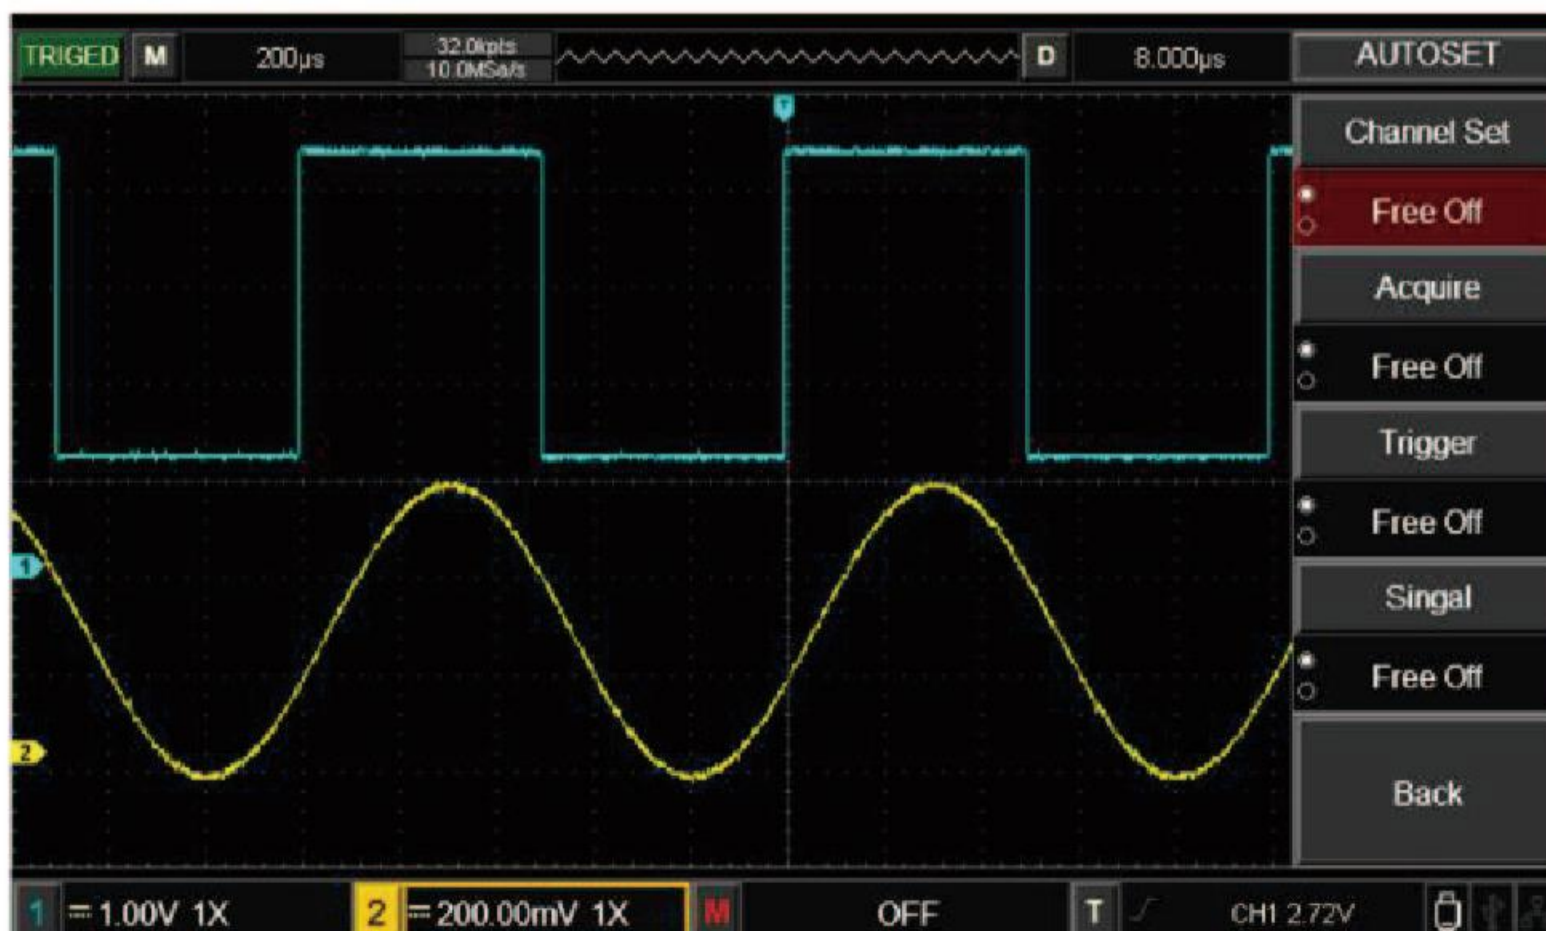 TRIGED M 200μs 32.0kpts D 8.000μs AUTOSET
10.0MSa/s
T
Channel Set
Free Off
Acquire
Free Off
Trigger
Free Off
1
Singal
Free Off
2
Back
1 1.00V 1X 2 200.00mV 1X M OFF T CH1 2.72V